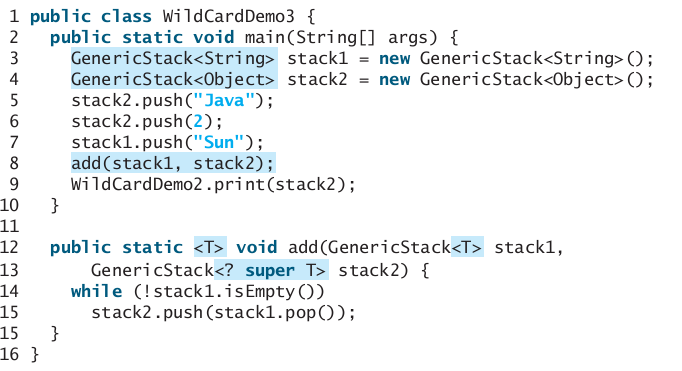 1 public class WildCardDemo3 {
2   public static void main(String[] args) {
3     GenericStack<String> stack1 = new GenericStack<String>();
4     GenericStack<Object> stack2 = new GenericStack<Object>();
5     stack2.push("Java");
6     stack2.push(2);
7     stack1.push("Sun");
8     add(stack1, stack2);
9     WildCardDemo2.print(stack2);
10   }
11
12   public static <T> void add(GenericStack<T> stack1,
13       GenericStack<? super T> stack2) {
14     while (!stack1.isEmpty())
15       stack2.push(stack1.pop());
15   }
16 }